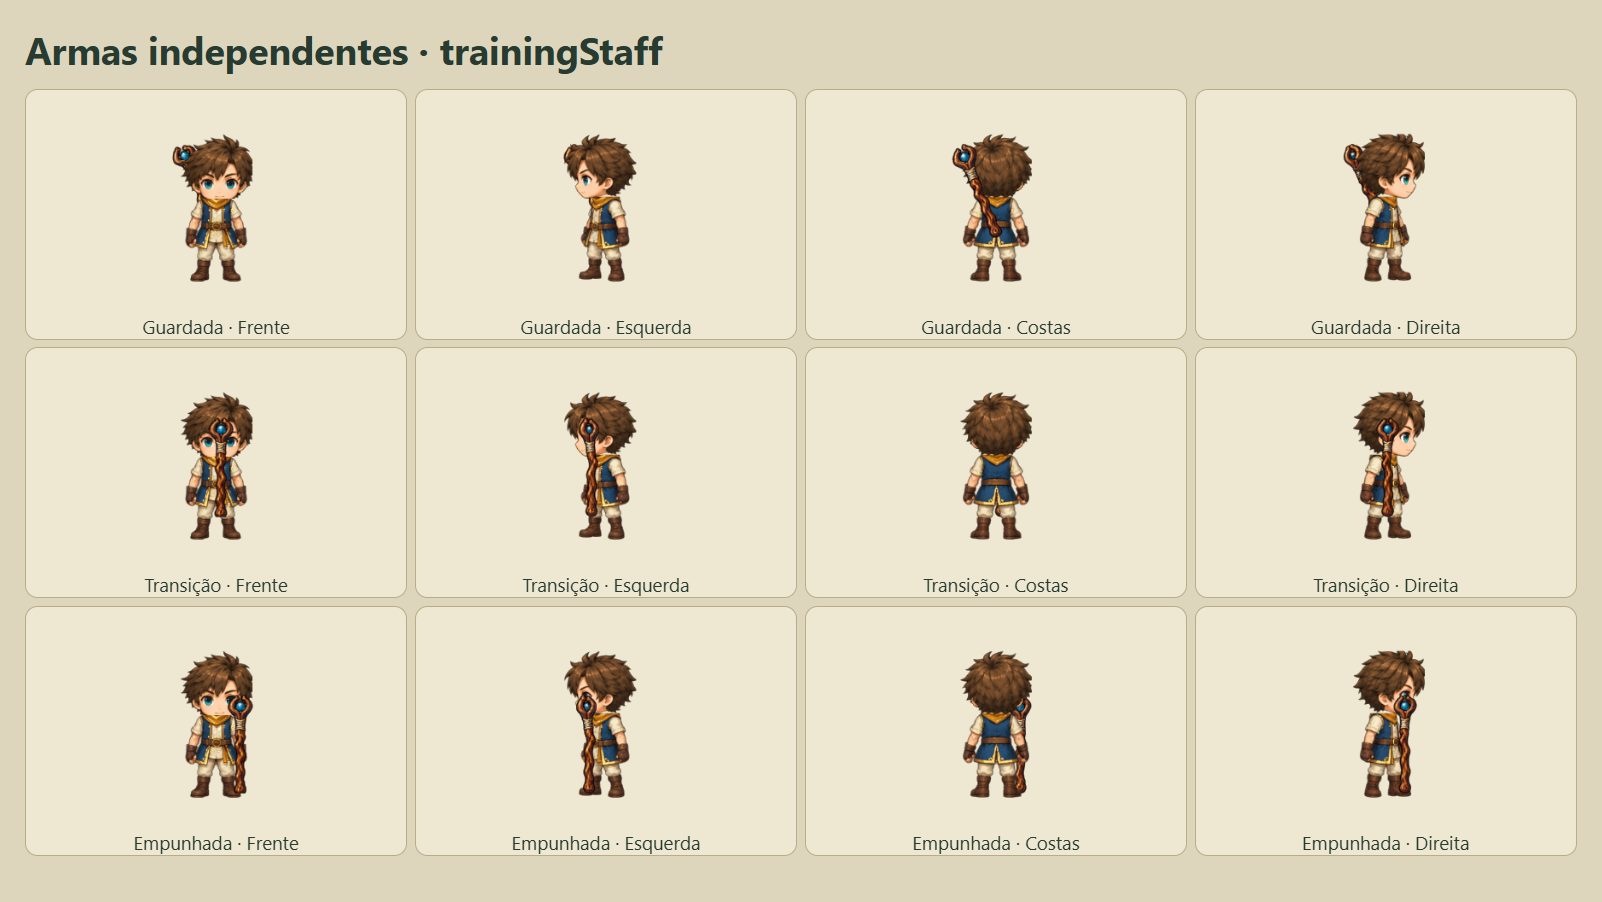 Armas independentes · trainingStaff
Guardada · Frente
Guardada · Esquerda
Guardada · Costas
Guardada · Direita
Transição · Frente
Transição · Esquerda
Transição · Costas
Transição · Direita
Empunhada · Frente
Empunhada · Esquerda
Empunhada · Costas
Empunhada · Direita